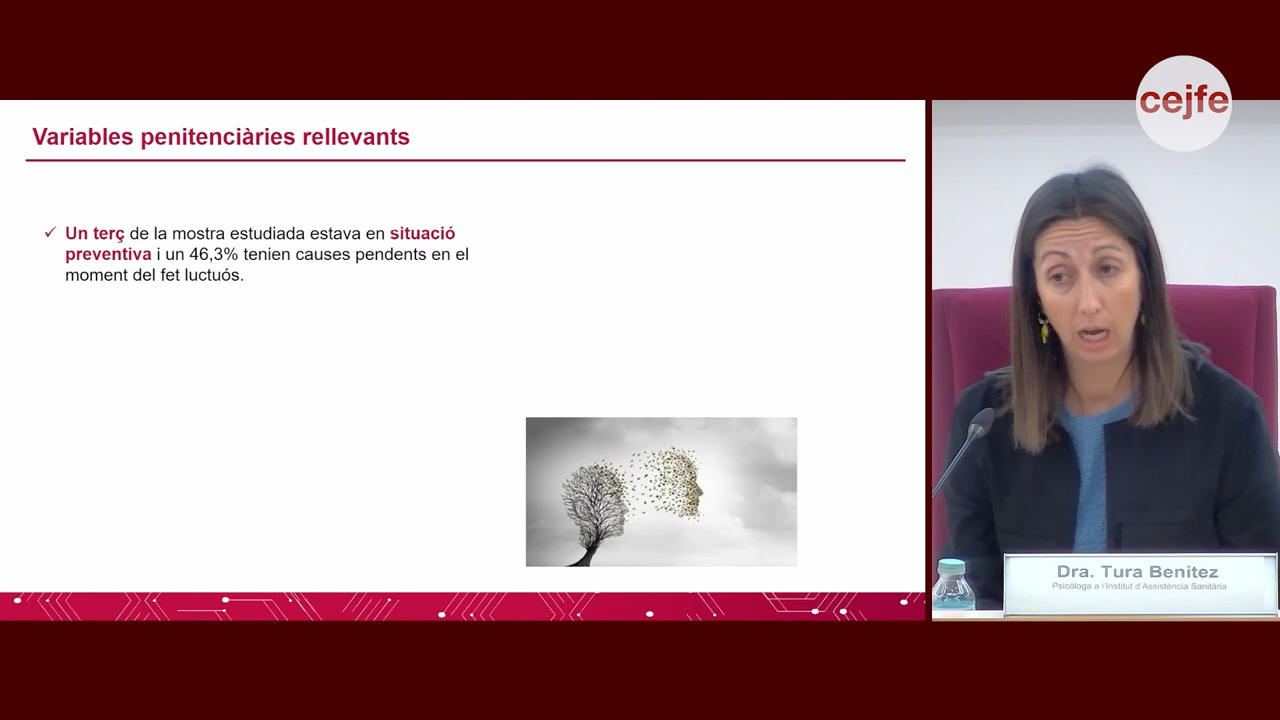 cejfe
Variables penitenciàries rellevants
✓ Un terç de la mostra estudiada estava en situació
preventiva i un 46,3% tenien causes pendents en el
moment del fet luctuós.
Dra. Tura Benítez
Psicòloga a l'Institut d'Assistència Sanitària